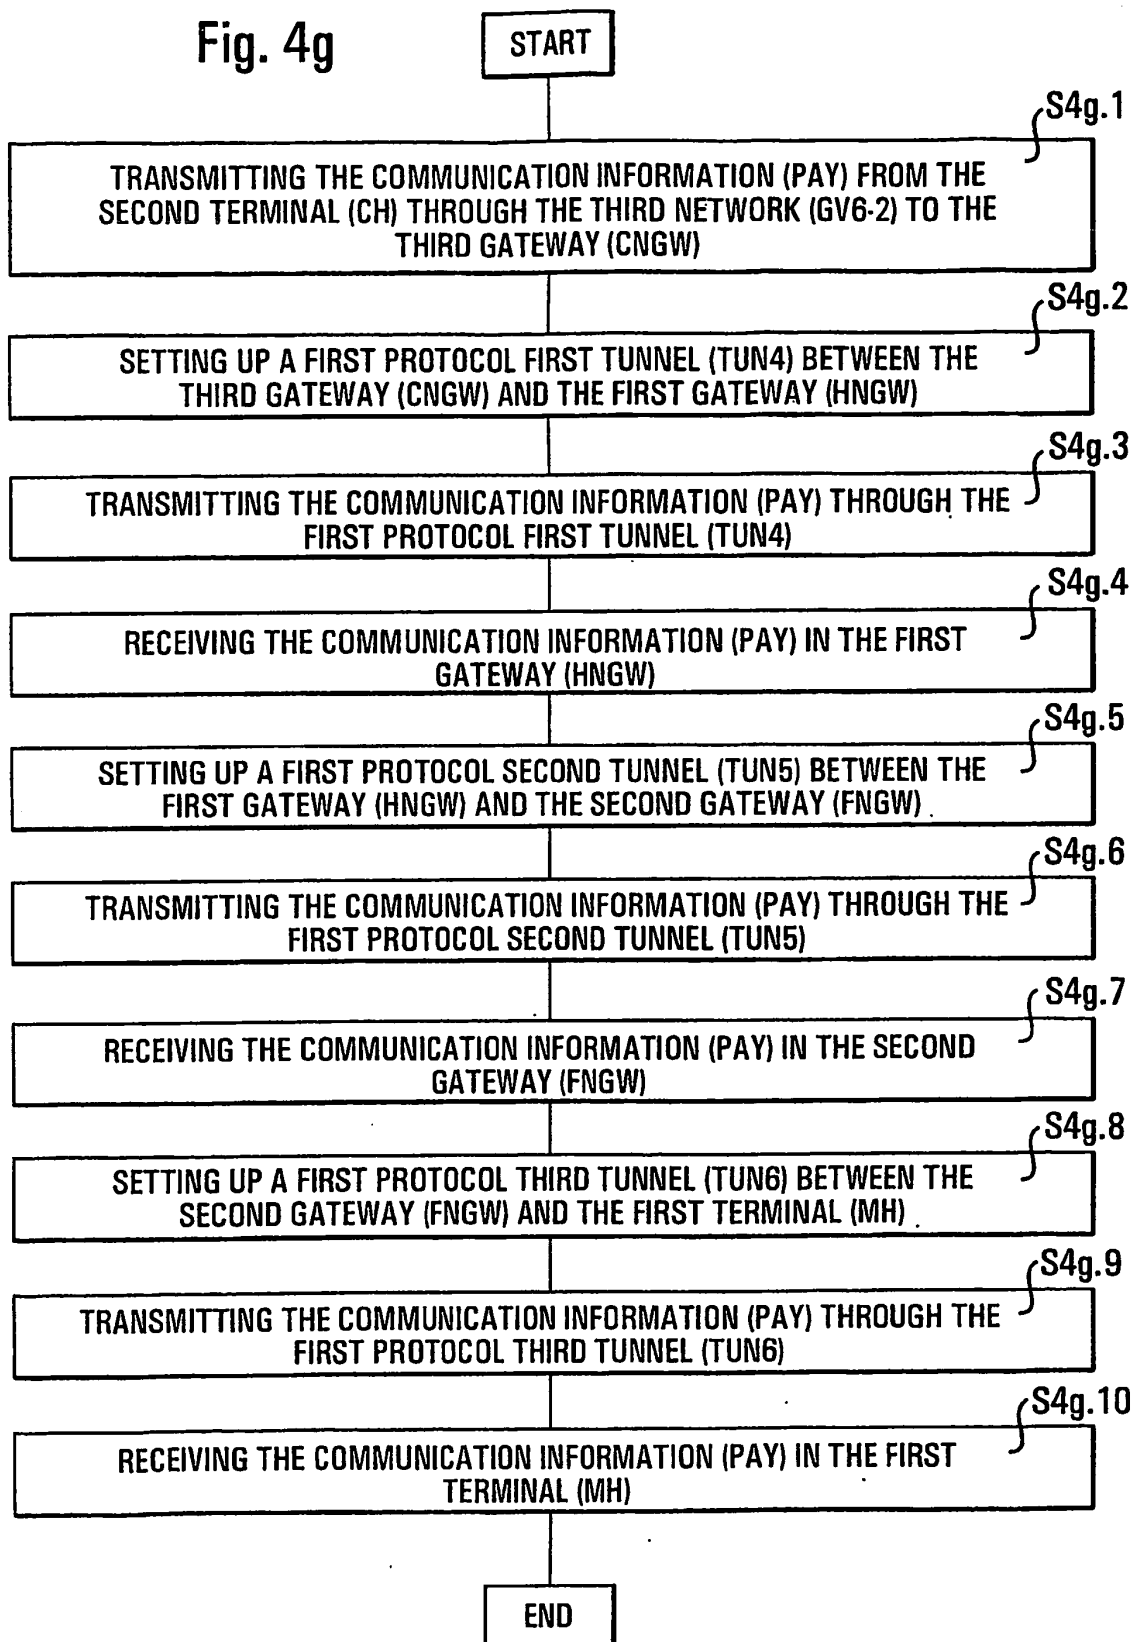 Fig. 4g
START
S4g.1
TRANSMITTING THE COMMUNICATION INFORMATION (PAY) FROM THE
SECOND TERMINAL (CH) THROUGH THE THIRD NETWORK (GV6-2) TO THE
THIRD GATEWAY (CNGW)
S4g.2
SETTING UP A FIRST PROTOCOL FIRST TUNNEL (TUN4) BETWEEN THE
THIRD GATEWAY (CNGW) AND THE FIRST GATEWAY (HNGW)
S4g.3
TRANSMITTING THE COMMUNICATION INFORMATION (PAY) THROUGH THE
FIRST PROTOCOL FIRST TUNNEL (TUN4)
S4g.4
RECEIVING THE COMMUNICATION INFORMATION (PAY) IN THE FIRST
GATEWAY (HNGW)
S4g.5
SETTING UP A FIRST PROTOCOL SECOND TUNNEL (TUN5) BETWEEN THE
FIRST GATEWAY (HNGW) AND THE SECOND GATEWAY (FNGW)
S4g.6
TRANSMITTING THE COMMUNICATION INFORMATION (PAY) THROUGH THE
FIRST PROTOCOL SECOND TUNNEL (TUN5)
S4g.7
RECEIVING THE COMMUNICATION INFORMATION (PAY) IN THE SECOND
GATEWAY (FNGW)
S4g.8
SETTING UP A FIRST PROTOCOL THIRD TUNNEL (TUN6) BETWEEN THE
SECOND GATEWAY (FNGW) AND THE FIRST TERMINAL (MH)
S4g.9
TRANSMITTING THE COMMUNICATION INFORMATION (PAY) THROUGH THE
FIRST PROTOCOL THIRD TUNNEL (TUN6)
S4g.10
RECEIVING THE COMMUNICATION INFORMATION (PAY) IN THE FIRST
TERMINAL (MH)
END